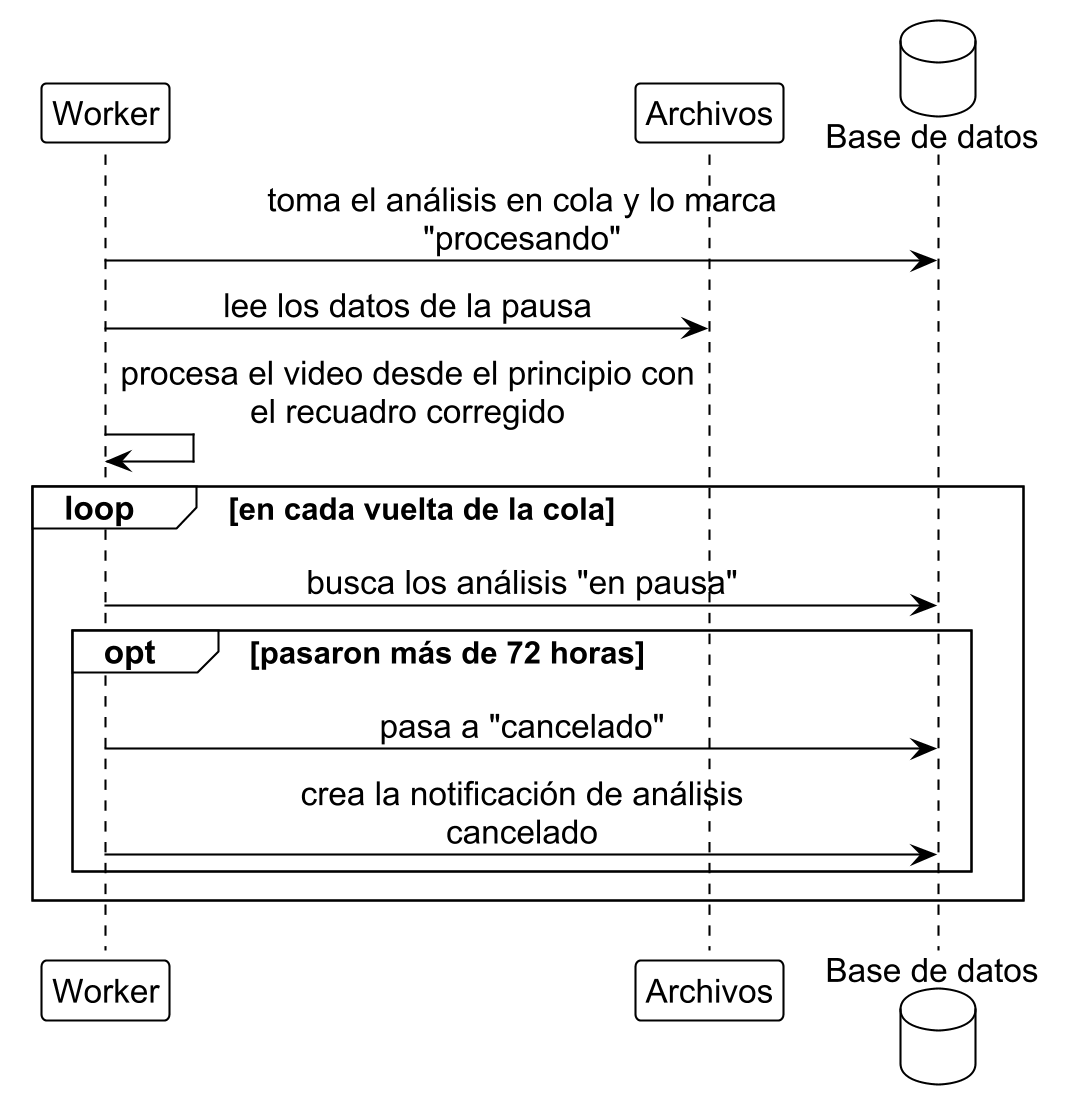 Worker
Archivos
Base de datos
toma el análisis en cola y lo marca
"procesando"
lee los datos de la pausa
procesa el video desde el principio con
el recuadro corregido
loop
[en cada vuelta de la cola]
busca los análisis "en pausa"
opt
[pasaron más de 72 horas]
pasa a "cancelado"
crea la notificación de análisis
cancelado
Worker
Archivos
Base de datos